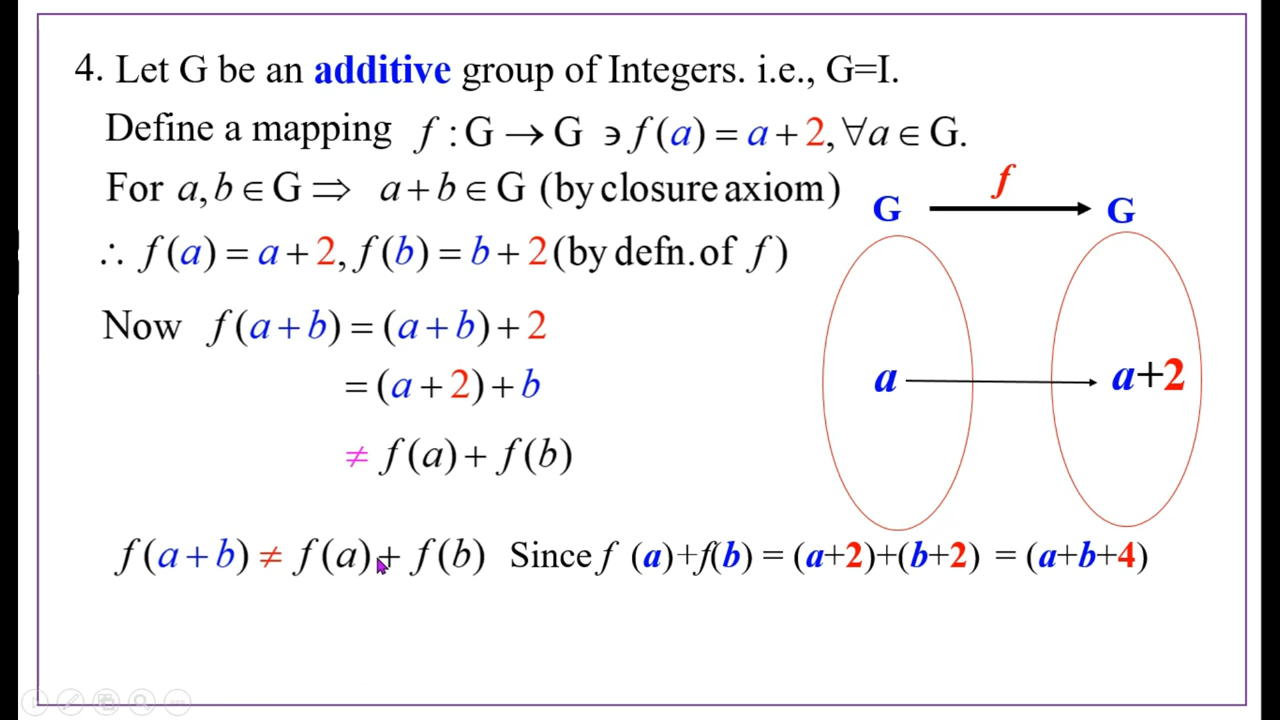 4. Let G be an additive group of Integers. i.e., G=I.
Define a mapping f : G → G ∍ f(a) = a + 2, ∀a ∈ G.
For a, b ∈ G ⇒ a + b ∈ G (by closure axiom)
∴ f(a) = a + 2, f(b) = b + 2 (by defn. of f)
Now f(a + b) = (a + b) + 2
= (a + 2) + b
≠ f(a) + f(b)
f(a + b) ≠ f(a) + f(b) Since f (a)+f(b) = (a+2)+(b+2) = (a+b+4)
f
G G
a a+2